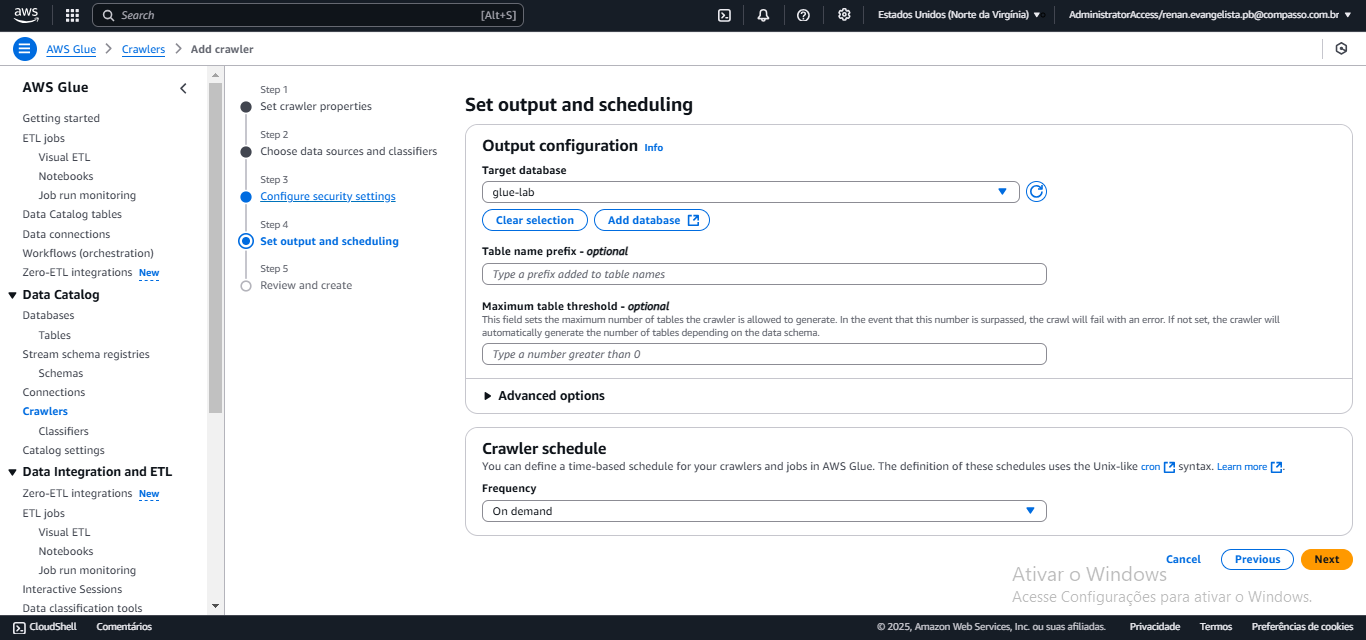 aws
Search [Alt+S]
Estados Unidos (Norte da Virgínia)
AdministratorAccess/renan.evangelista.pb@compasso.com.br
AWS Glue > Crawlers > Add crawler
AWS Glue
Getting started
ETL jobs
Visual ETL
Notebooks
Job run monitoring
Data Catalog tables
Data connections
Workflows (orchestration)
Zero-ETL integrations New
Data Catalog
Databases
Tables
Stream schema registries
Schemas
Connections
Crawlers
Classifiers
Catalog settings
Data Integration and ETL
Zero-ETL integrations New
ETL jobs
Visual ETL
Notebooks
Job run monitoring
Interactive Sessions
Data classification tools
Step 1
Set crawler properties
Step 2
Choose data sources and classifiers
Step 3
Configure security settings
Step 4
Set output and scheduling
Step 5
Review and create
Set output and scheduling
Output configuration Info
Target database
glue-lab
Clear selection
Add database
Table name prefix - optional
Type a prefix added to table names
Maximum table threshold - optional
This field sets the maximum number of tables the crawler is allowed to generate. In the event that this number is surpassed, the crawl will fail with an error. If not set, the crawler will
automatically generate the number of tables depending on the data schema.
Type a number greater than 0
Advanced options
Crawler schedule
You can define a time-based schedule for your crawlers and jobs in AWS Glue. The definition of these schedules uses the Unix-like cron syntax. Learn more.
Frequency
On demand
Cancel
Previous
Next
Ativar o Windows
Acesse Configurações para ativar o Windows.
CloudShell
Comentários
© 2025, Amazon Web Services, Inc. ou suas afiliadas.
Privacidade
Termos
Preferências de cookies